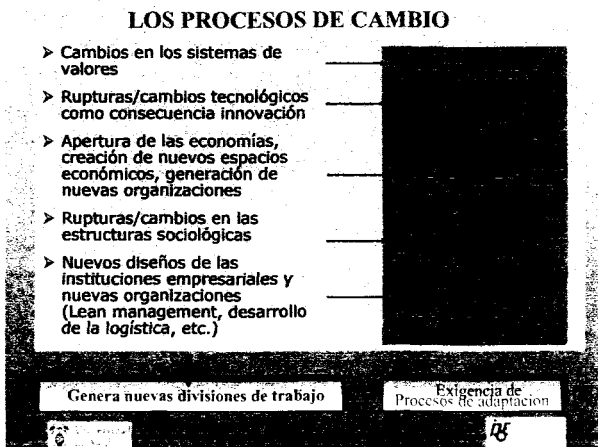 LOS PROCESOS DE CAMBIO
➤ Cambios en los sistemas de
valores
➤ Rupturas/cambios tecnológicos
como consecuencia innovación
➤ Apertura de las economías,
creación de nuevos espacios
económicos, generación de
nuevas organizaciones
➤ Rupturas/cambios en las
estructuras sociológicas
➤ Nuevos diseños de las
instituciones empresariales y
nuevas organizaciones
(Lean management, desarrollo
de la logística, etc.)
Genera nuevas divisiones de trabajo
Exigencia de
Procesos de adaptacion